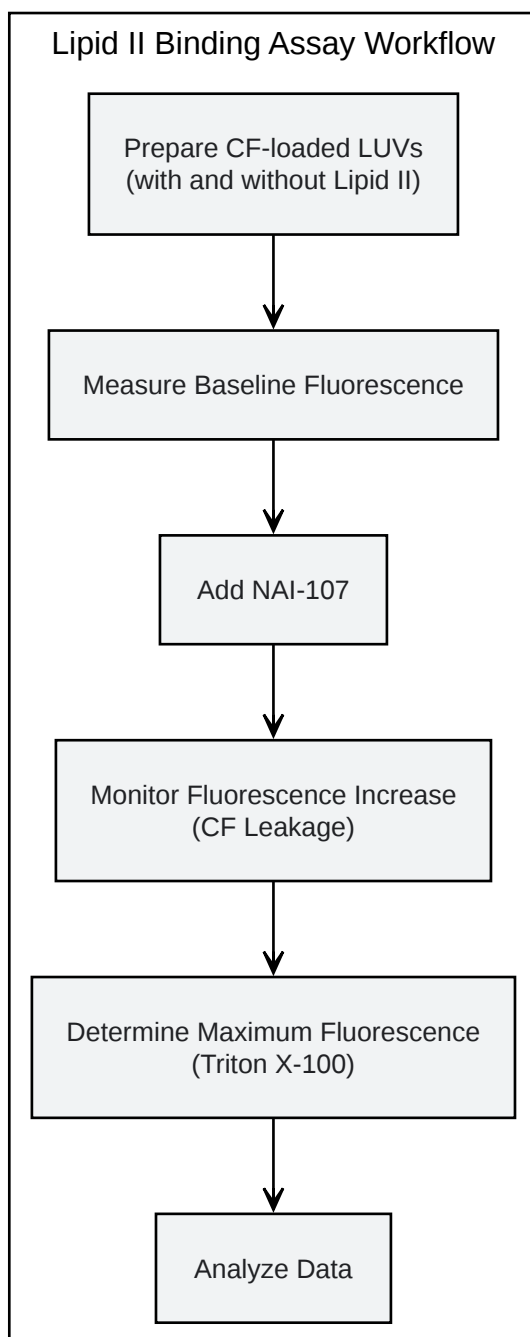 Lipid II Binding Assay Workflow
Prepare CF-loaded LUVs
(with and without Lipid II)
Measure Baseline Fluorescence
Add NAI-107
Monitor Fluorescence Increase
(CF Leakage)
Determine Maximum Fluorescence
(Triton X-100)
Analyze Data